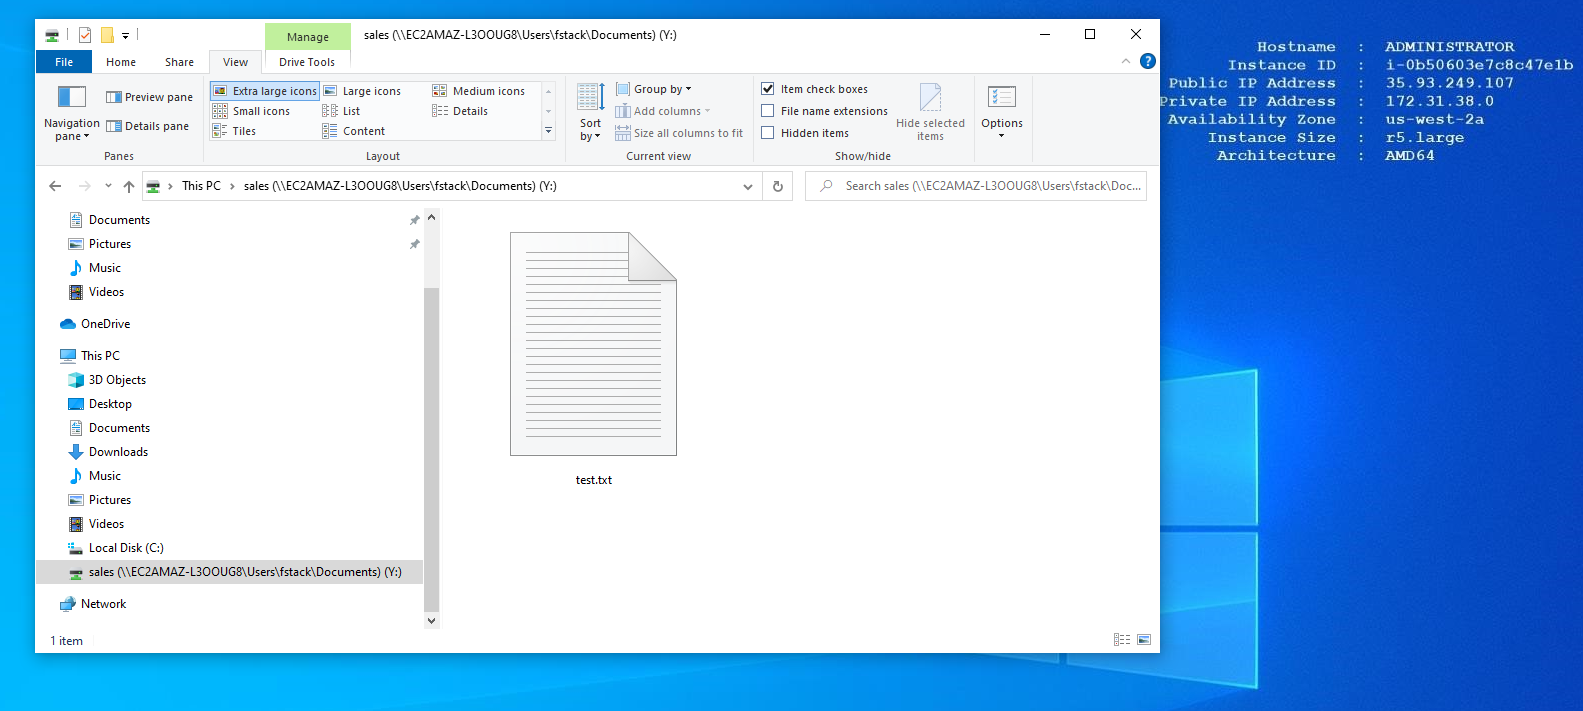 Manage
sales (\\EC2AMAZ-L3OOUG8\Users\fstack\Documents) (Y:)
File
Home
Share
View
Drive Tools
?
Navigation pane
Preview pane
Details pane
Panes
Extra large icons
Large icons
Medium icons
Small icons
List
Details
Tiles
Content
Layout
Sort by
Group by
Add columns
Size all columns to fit
Current view
Item check boxes
File name extensions
Hidden items
Hide selected items
Show/hide
Options
This PC
sales (\\EC2AMAZ-L3OOUG8\Users\fstack\Documents) (Y:)
Search sales (\\EC2AMAZ-L3OOUG8\Users\fstack\Doc...
Documents
Pictures
Music
Videos
OneDrive
This PC
3D Objects
Desktop
Documents
Downloads
Music
Pictures
Videos
Local Disk (C:)
sales (\\EC2AMAZ-L3OOUG8\Users\fstack\Documents) (Y:)
Network
test.txt
1 item
Hostname : ADMINISTRATOR
Instance ID : i-0b50603e7c8c47e1b
Public IP Address : 35.93.249.107
Private IP Address : 172.31.38.0
Availability Zone : us-west-2a
Instance Size : r5.large
Architecture : AMD64